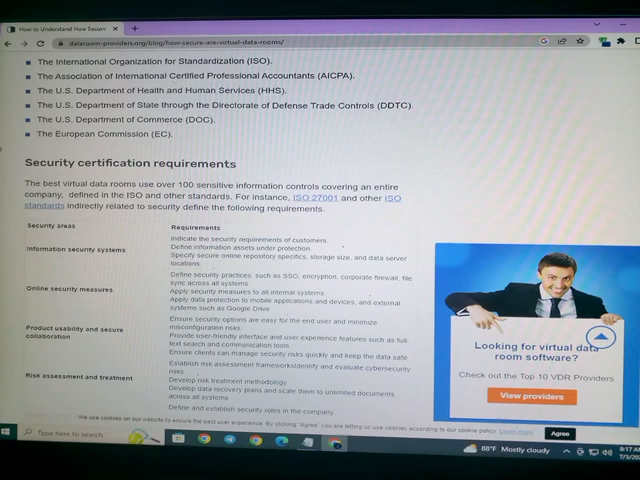 How to Understand How Secure
dataroom-providers.org/blog/how-secure-are-virtual-data-rooms/
The International Organization for Standardization (ISO).
The Association of International Certified Professional Accountants (AICPA).
The U.S. Department of Health and Human Services (HHS).
The U.S. Department of State through the Directorate of Defense Trade Controls (DDTC).
The U.S. Department of Commerce (DOC).
The European Commission (EC).
Security certification requirements
The best virtual data rooms use over 100 sensitive information controls covering an entire
company, defined in the ISO and other standards. For instance, ISO 27001 and other ISO
standards indirectly related to security define the following requirements.
Security areas
Requirements
Information security systems
Indicate the security requirements of customers.
Define information assets under protection.
Specify secure online repository specifics, storage size, and data server
locations.
Online security measures
Define security practices, such as SSO, encryption, corporate firewall, file
sync across all systems.
Apply security measures to all internal systems.
Apply data protection to mobile applications and devices, and external
systems such as Google Drive
Product usability and secure
collaboration
Ensure security options are easy for the end user and minimize
misconfiguration risks.
Provide user-friendly interface and user experience features such as full-
text search and communication tools.
Ensure clients can manage security risks quickly and keep the data safe
Risk assessment and treatment
Establish risk assessment frameworksIdentify and evaluate cybersecurity
risks.
Develop risk treatment methodology.
Develop data recovery plans and scale them to unlimited documents
across all systems
Define and establish security roles in the company.
Looking for virtual data
room software?
Check out the Top 10 VDR Providers
View providers
We use cookies on our website to ensure the best user experience. By clicking "Agree" you are letting us use cookies according to our cookie policy. Learn more
Agree
Type here to search
88°F Mostly cloudy
8:17 AM